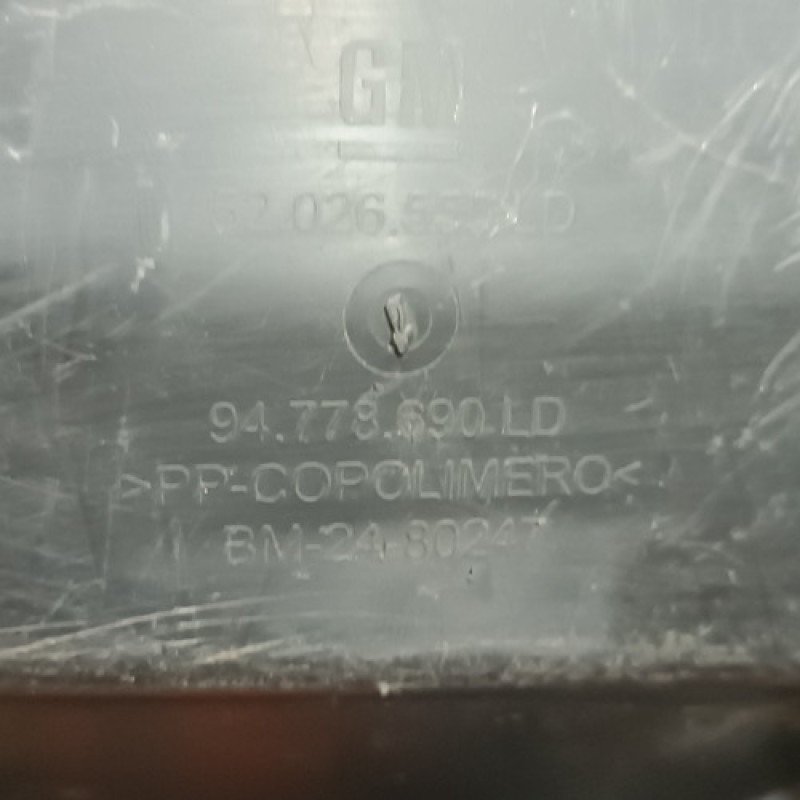 GM
94.778.690 LD
>PP-COPOLIMERO<
BM-24-80247